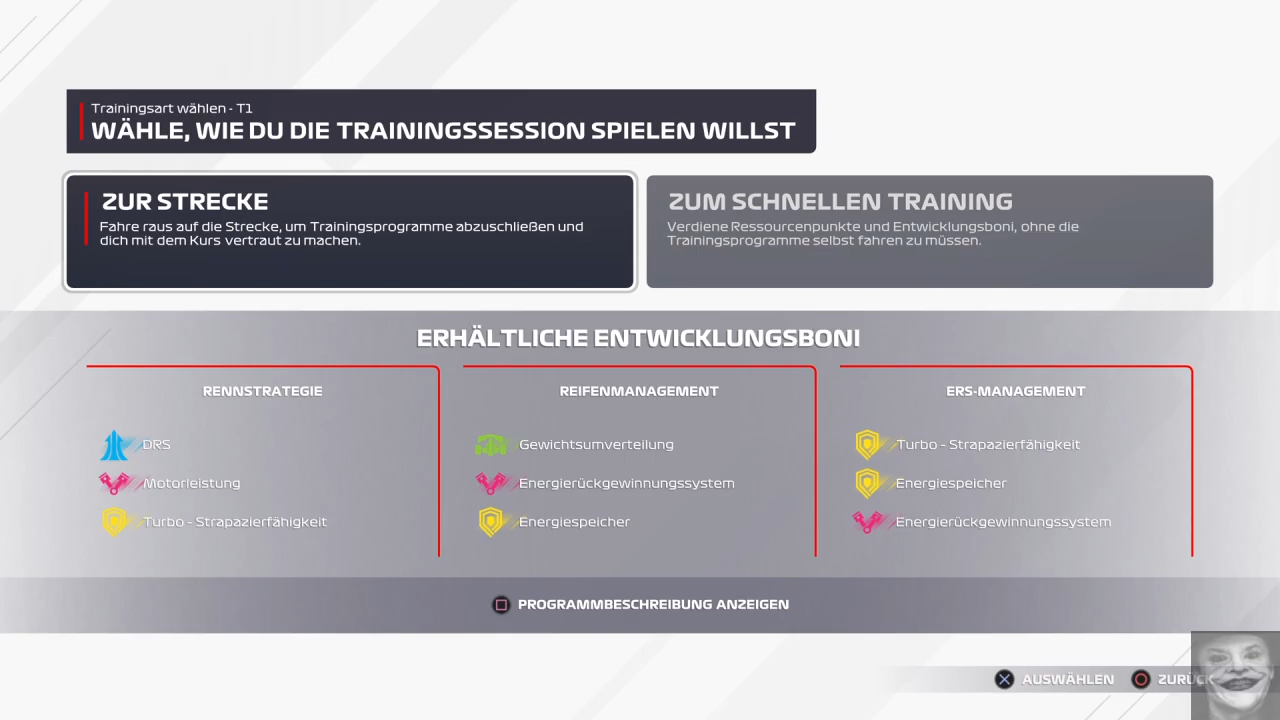 Trainingsart wählen - T1
WÄHLE, WIE DU DIE TRAININGSSESSION SPIELEN WILLST
ZUR STRECKE
Fahre raus auf die Strecke, um Trainingsprogramme abzuschließen und
dich mit dem Kurs vertraut zu machen.
ZUM SCHNELLEN TRAINING
Verdiene Ressourcenpunkte und Entwicklungsboni, ohne die
Trainingsprogramme selbst fahren zu müssen.
ERHÄLTLICHE ENTWICKLUNGSBONI
RENNSTRATEGIE
DRS
Motorleistung
Turbo - Strapazierfähigkeit
REIFENMANAGEMENT
Gewichtsumverteilung
Energierückgewinnungssystem
Energiespeicher
ERS-MANAGEMENT
Turbo - Strapazierfähigkeit
Energiespeicher
Energierückgewinnungssystem
PROGRAMMBESCHREIBUNG ANZEIGEN
AUSWÄHLEN
ZURÜCK